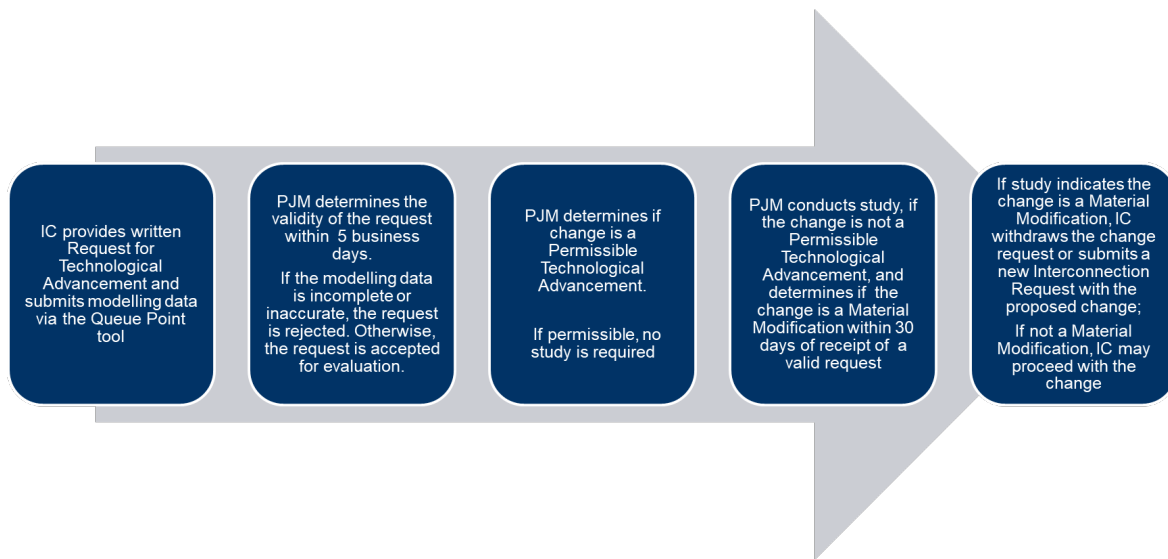 IC provides written
Request for
Technological
Advancement and
submits modelling data
via the Queue Point
tool
PJM determines the
validity of the request
within 5 business
days.
If the modelling data
is incomplete or
inaccurate, the request
is rejected. Otherwise,
the request is accepted
for evaluation.
PJM determines if
change is a
Permissible
Technological
Advancement.
If permissible, no
study is required
PJM conducts study, if
the change is not a
Permissible
Technological
Advancement, and
determines if the
change is a Material
Modification within 30
days of receipt of a
valid request
If study indicates the
change is a Material
Modification, IC
withdraws the change
request or submits a
new Interconnection
Request with the
proposed change;
If not a Material
Modification, IC may
proceed with the
change